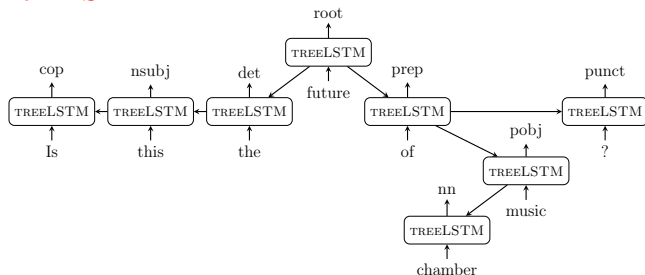 root
TREELSTM
cop nsubj det future prep punct
TREELSTM TREELSTM TREELSTM TREELSTM TREELSTM
Is this the of pobj ?
TREELSTM
nn music
TREELSTM
chamber